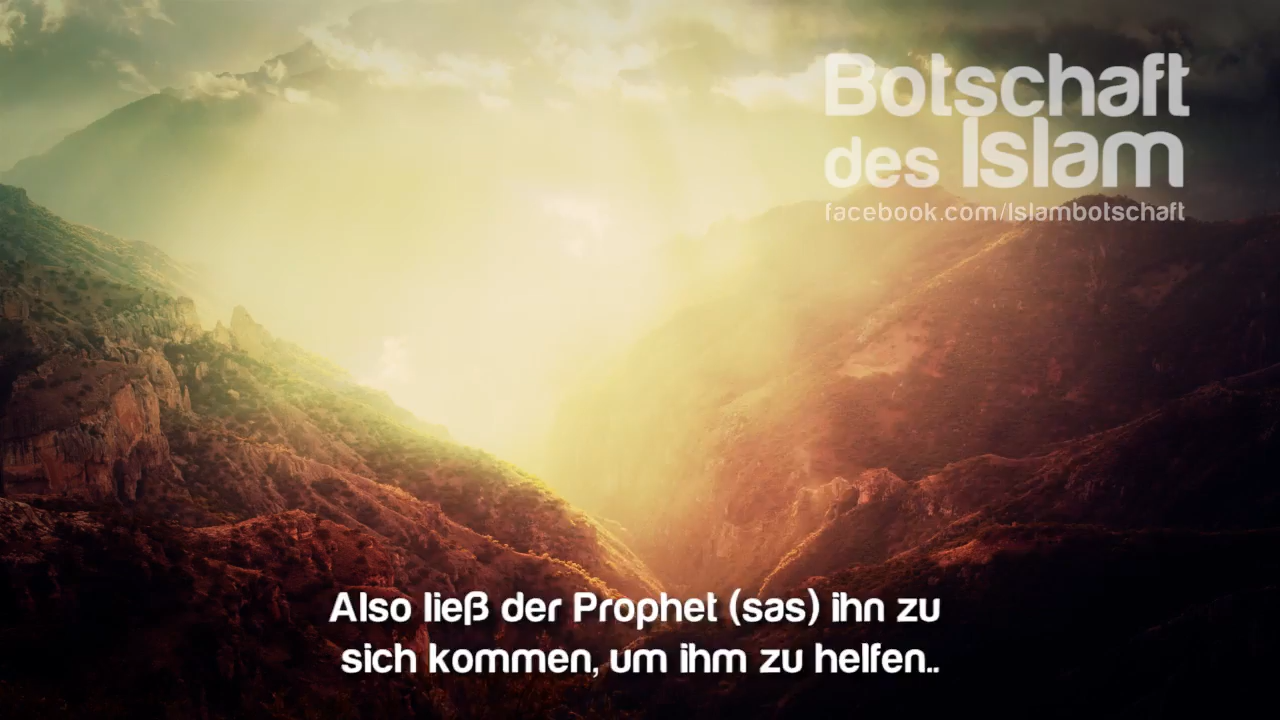 Botschaft
des Islam
facebook.com/Islambotschaft
Also ließ der Prophet (sas) ihn zu
sich kommen, um ihm zu helfen..